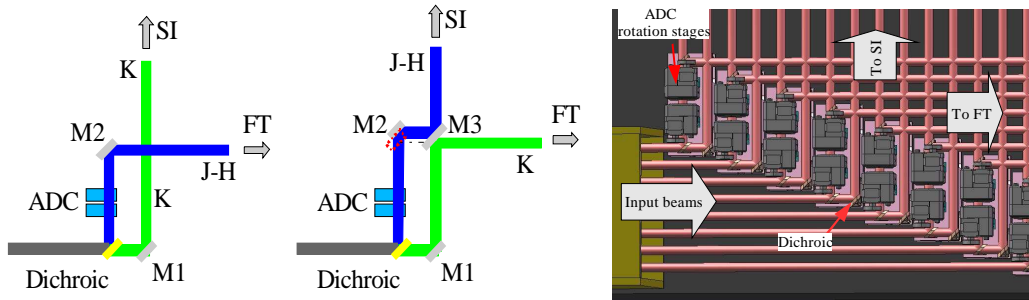 SI
K
M2
FT
J-H
ADC
K
Dichroic
M1
SI
J-H
M2
M3
FT
K
ADC
Dichroic
M1
ADC
rotation stages
To SI
To FT
Input beams
Dichroic